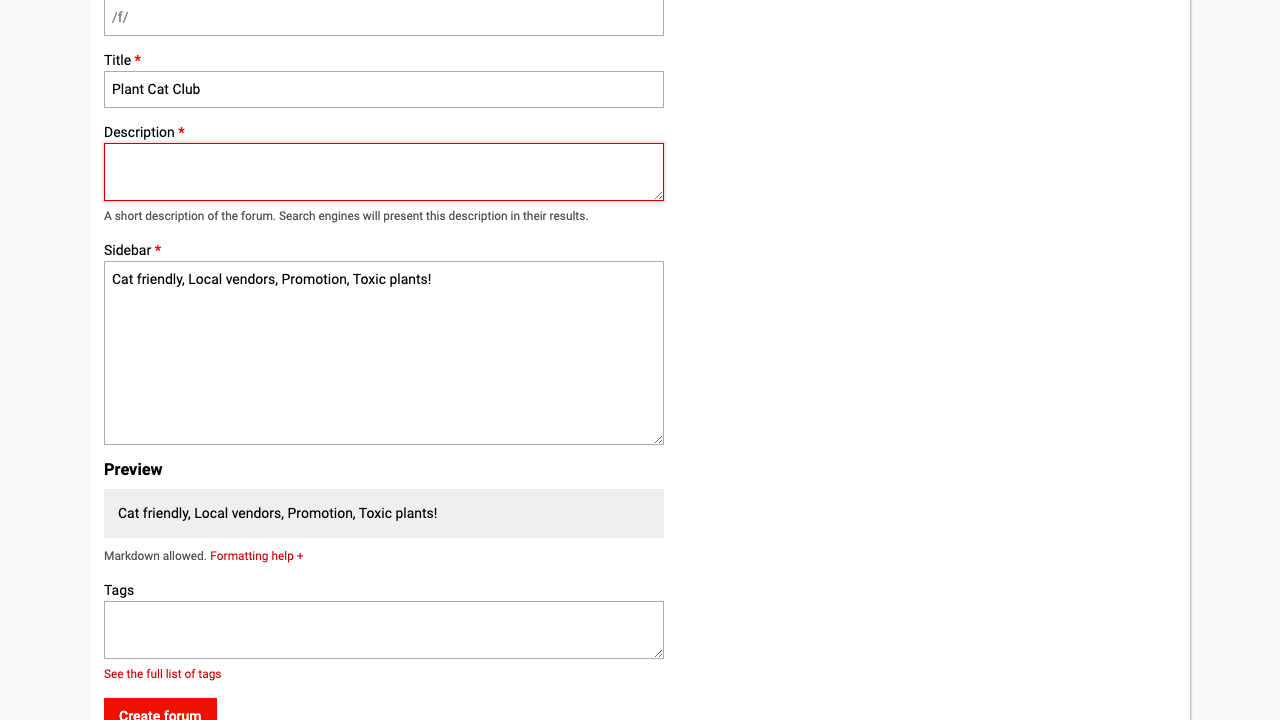 /f/
Title *
Plant Cat Club
Description *
A short description of the forum. Search engines will present this description in their results.
Sidebar *
Cat friendly, Local vendors, Promotion, Toxic plants!
Preview
Cat friendly, Local vendors, Promotion, Toxic plants!
Markdown allowed. Formatting help +
Tags
See the full list of tags
Create forum